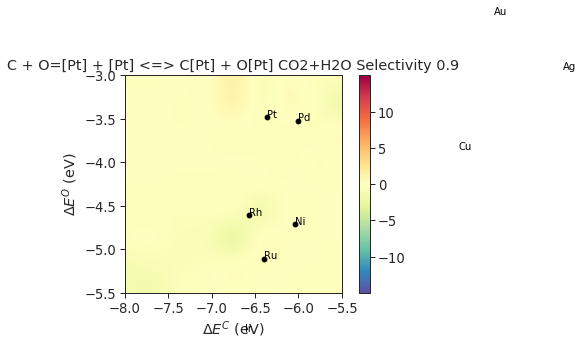 Au
C + O=[Pt] + [Pt] <=> C[Pt] + O[Pt] CO2+H2O Selectivity 0.9
Ag
−3.0
Pt
Pd
10
−3.5
Cu
5
−4.0
0
ΔE^O (eV)
Rh
−4.5
Ni
−5
Ru
−5.0
−10
−5.5
−8.0 −7.5 −7.0 −6.5 −6.0 −5.5
ΔE^C (eV)